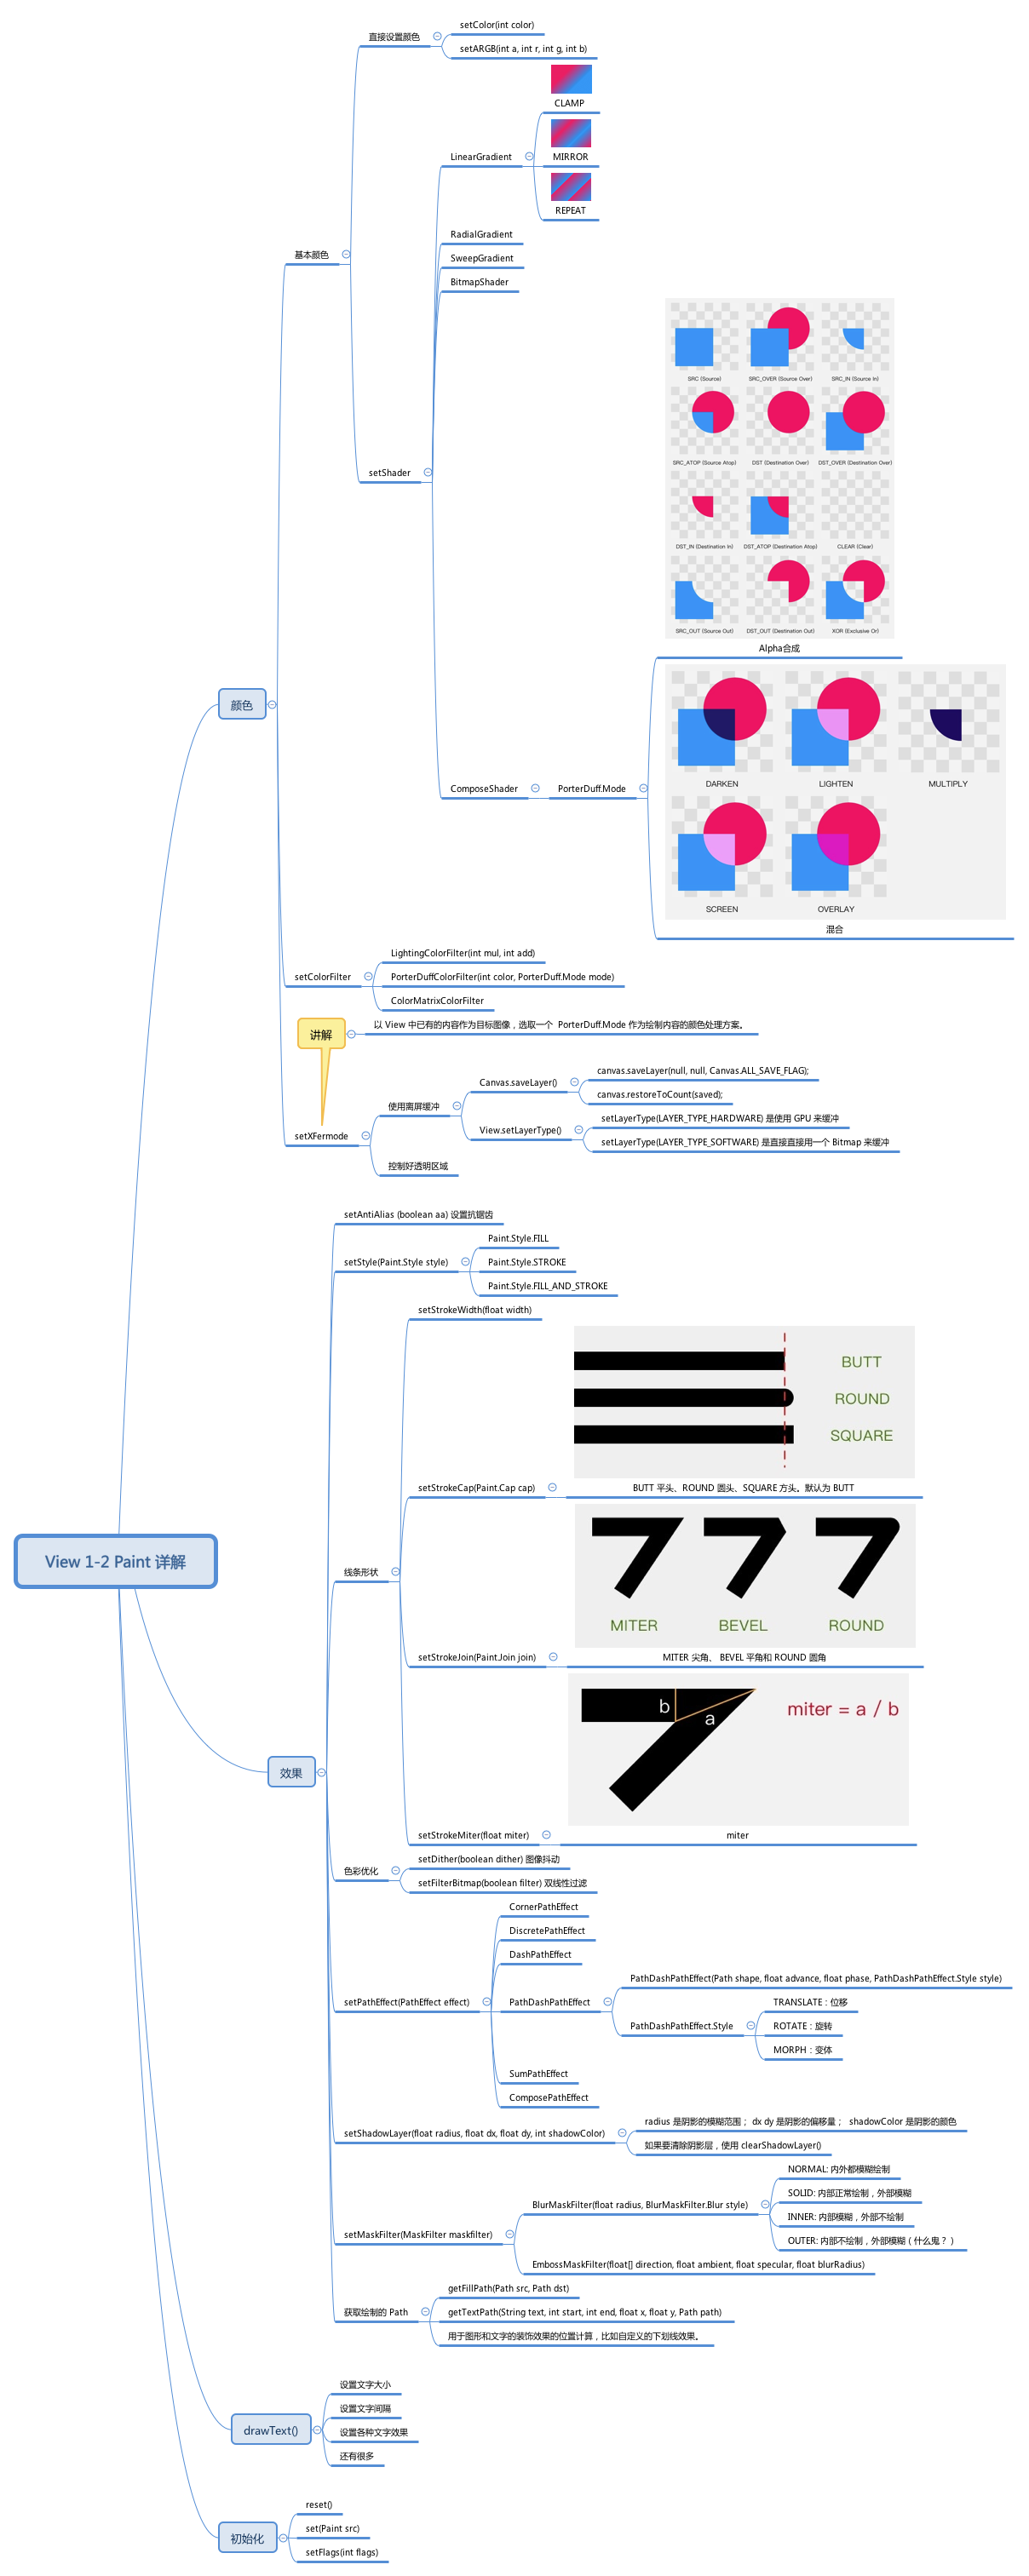 直接设置颜色
setColor(int color)
setARGB(int a, int r, int g, int b)
CLAMP
LinearGradient
MIRROR
REPEAT
基本颜色
RadialGradient
SweepGradient
BitmapShader
setShader
SRC (Source)
SRC_OVER (Source Over)
SRC_IN (Source In)
SRC_ATOP (Source Atop)
DST (Destination Over)
DST_OVER (Destination Over)
DST_IN (Destination In)
DST_ATOP (Destination Atop)
CLEAR (Clear)
SRC_OUT (Source Out)
DST_OUT (Destination Out)
XOR (Exclusive Or)
Alpha合成
颜色
ComposeShader
PorterDuff.Mode
DARKEN
LIGHTEN
MULTIPLY
SCREEN
OVERLAY
混合
setColorFilter
LightingColorFilter(int mul, int add)
PorterDuffColorFilter(int color, PorterDuff.Mode mode)
ColorMatrixColorFilter
讲解
以 View 中已有的内容作为目标图像，选取一个 PorterDuff.Mode 作为绘制内容的颜色处理方案。
setXFermode
使用离屏缓冲
Canvas.saveLayer()
canvas.saveLayer(null, null, Canvas.ALL_SAVE_FLAG);
canvas.restoreToCount(saved);
View.setLayerType()
setLayerType(LAYER_TYPE_HARDWARE) 是使用 GPU 来缓冲
setLayerType(LAYER_TYPE_SOFTWARE) 是直接直接用一个 Bitmap 来缓冲
控制好透明区域
View 1-2 Paint 详解
效果
setAntiAlias (boolean aa) 设置抗锯齿
setStyle(Paint.Style style)
Paint.Style.FILL
Paint.Style.STROKE
Paint.Style.FILL_AND_STROKE
线条形状
setStrokeWidth(float width)
BUTT
ROUND
SQUARE
setStrokeCap(Paint.Cap cap)
BUTT 平头、ROUND 圆头、SQUARE 方头。默认为 BUTT
MITER
BEVEL
ROUND
setStrokeJoin(Paint.Join join)
MITER 尖角、 BEVEL 平角和 ROUND 圆角
b
a
miter = a / b
setStrokeMiter(float miter)
miter
色彩优化
setDither(boolean dither) 图像抖动
setFilterBitmap(boolean filter) 双线性过滤
setPathEffect(PathEffect effect)
CornerPathEffect
DiscretePathEffect
DashPathEffect
PathDashPathEffect
PathDashPathEffect(Path shape, float advance, float phase, PathDashPathEffect.Style style)
PathDashPathEffect.Style
TRANSLATE：位移
ROTATE：旋转
MORPH：变体
SumPathEffect
ComposePathEffect
setShadowLayer(float radius, float dx, float dy, int shadowColor)
radius 是阴影的模糊范围； dx dy 是阴影的偏移量； shadowColor 是阴影的颜色
如果要清除阴影层，使用 clearShadowLayer()
setMaskFilter(MaskFilter maskfilter)
BlurMaskFilter(float radius, BlurMaskFilter.Blur style)
NORMAL: 内外都模糊绘制
SOLID: 内部正常绘制，外部模糊
INNER: 内部模糊，外部不绘制
OUTER: 内部不绘制，外部模糊（什么鬼？）
EmbossMaskFilter(float[] direction, float ambient, float specular, float blurRadius)
获取绘制的 Path
getFillPath(Path src, Path dst)
getTextPath(String text, int start, int end, float x, float y, Path path)
用于图形和文字的装饰效果的位置计算，比如自定义的下划线效果。
drawText()
设置文字大小
设置文字间隔
设置各种文字效果
还有很多
初始化
reset()
set(Paint src)
setFlags(int flags)